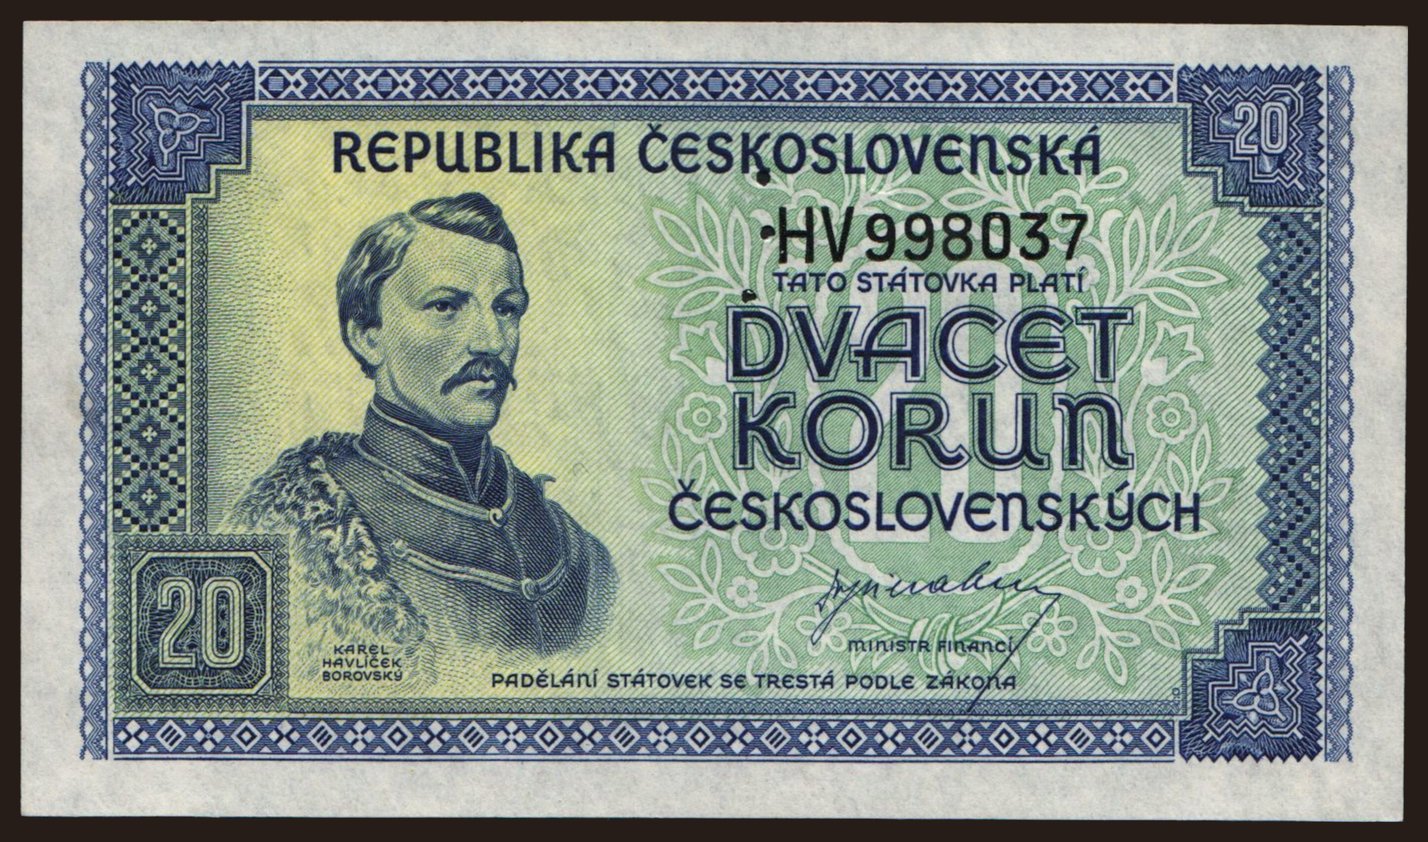 REPUBLIKA ČESKOSLOVENSKÁ
20
HV998037
TATO STÁTOVKA PLATÍ
DVACET
KORUN
ČESKOSLOVENSKÝCH
20
20
KAREL
HAVLÍČEK
BOROVSKÝ
MINISTR FINANCÍ
PADĚLÁNÍ STÁTOVEK SE TRESTÁ PODLE ZÁKONA